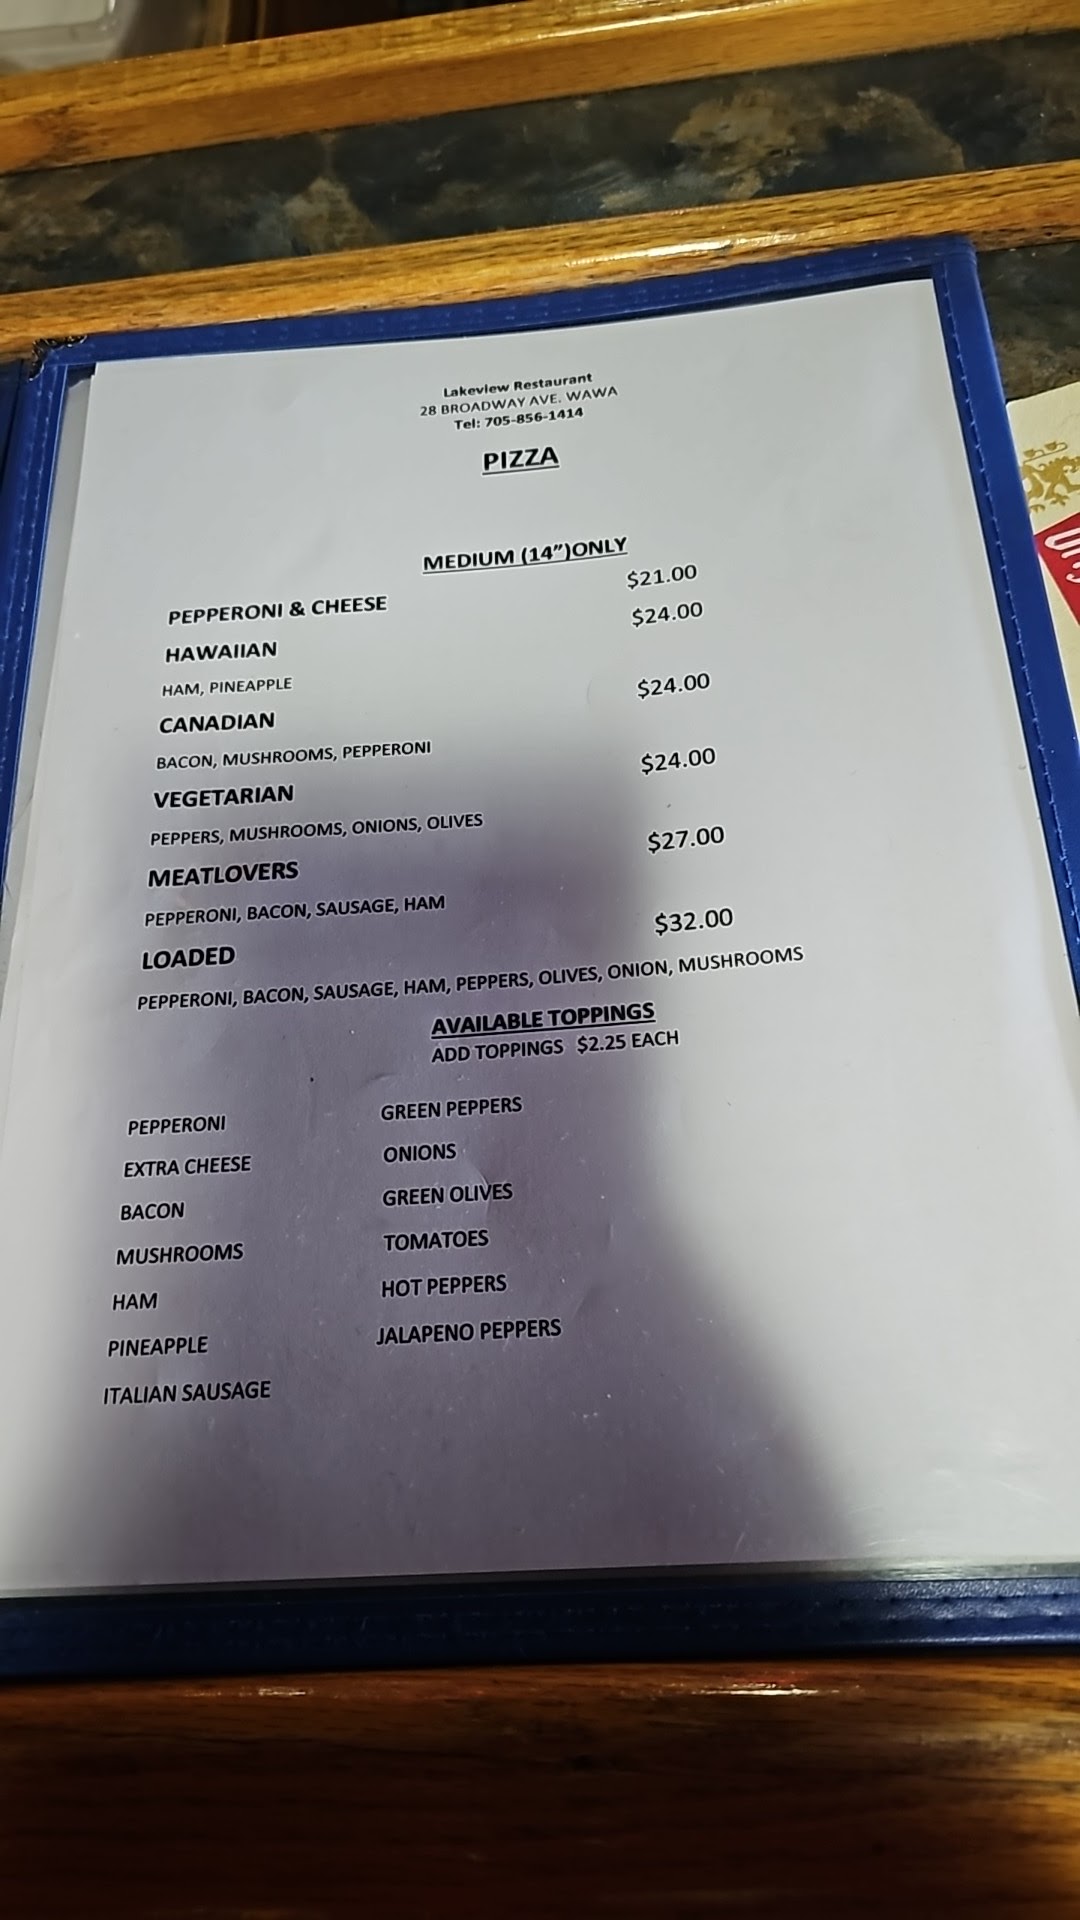 Lakeview Restaurant
28 BROADWAY AVE. WAWA
Tel: 705-856-1414
PIZZA
MEDIUM (14”)ONLY
PEPPERONI & CHEESE $21.00
HAWAIIAN $24.00
HAM, PINEAPPLE
CANADIAN $24.00
BACON, MUSHROOMS, PEPPERONI
VEGETARIAN $24.00
PEPPERS, MUSHROOMS, ONIONS, OLIVES
MEATLOVERS $27.00
PEPPERONI, BACON, SAUSAGE, HAM
LOADED $32.00
PEPPERONI, BACON, SAUSAGE, HAM, PEPPERS, OLIVES, ONION, MUSHROOMS
AVAILABLE TOPPINGS
ADD TOPPINGS $2.25 EACH
PEPPERONI GREEN PEPPERS
EXTRA CHEESE ONIONS
BACON GREEN OLIVES
MUSHROOMS TOMATOES
HAM HOT PEPPERS
PINEAPPLE JALAPENO PEPPERS
ITALIAN SAUSAGE